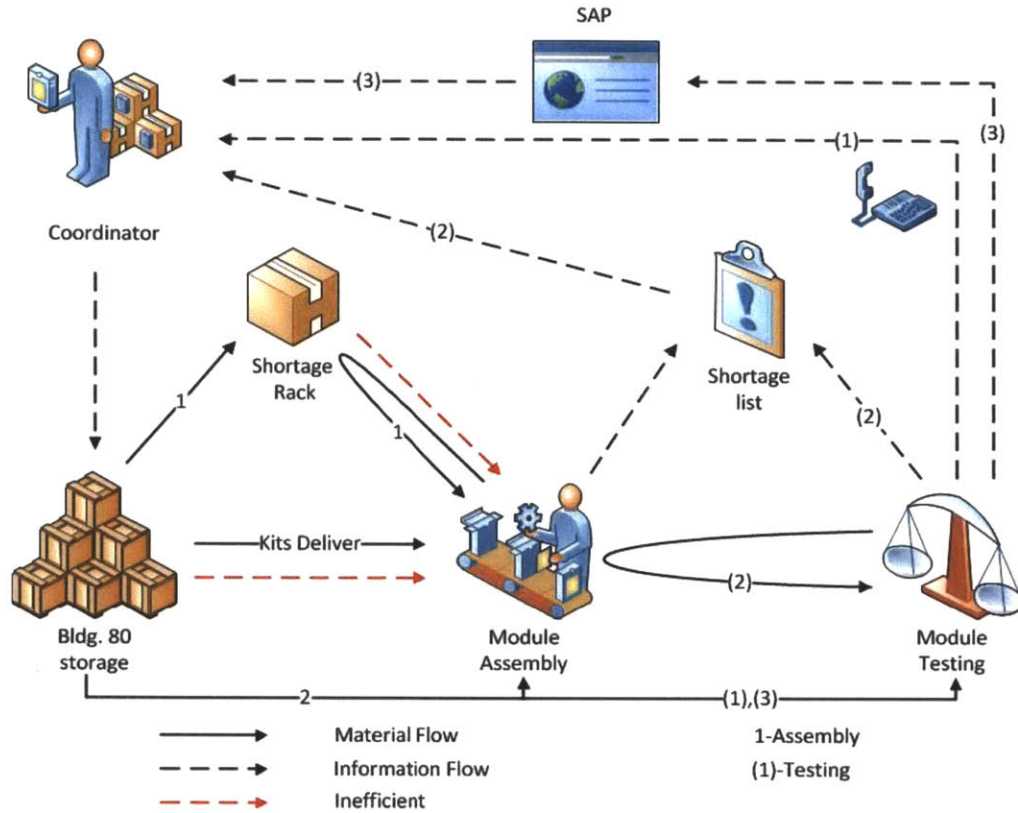 SAP
(3)
(1)
(3)
Coordinator
(2)
Shortage
Rack
Shortage
list
1
1
(2)
Kits Deliver
(2)
Bldg. 80
storage
Module
Assembly
Module
Testing
2
(1),(3)
Material Flow
1-Assembly
Information Flow
(1)-Testing
Inefficient